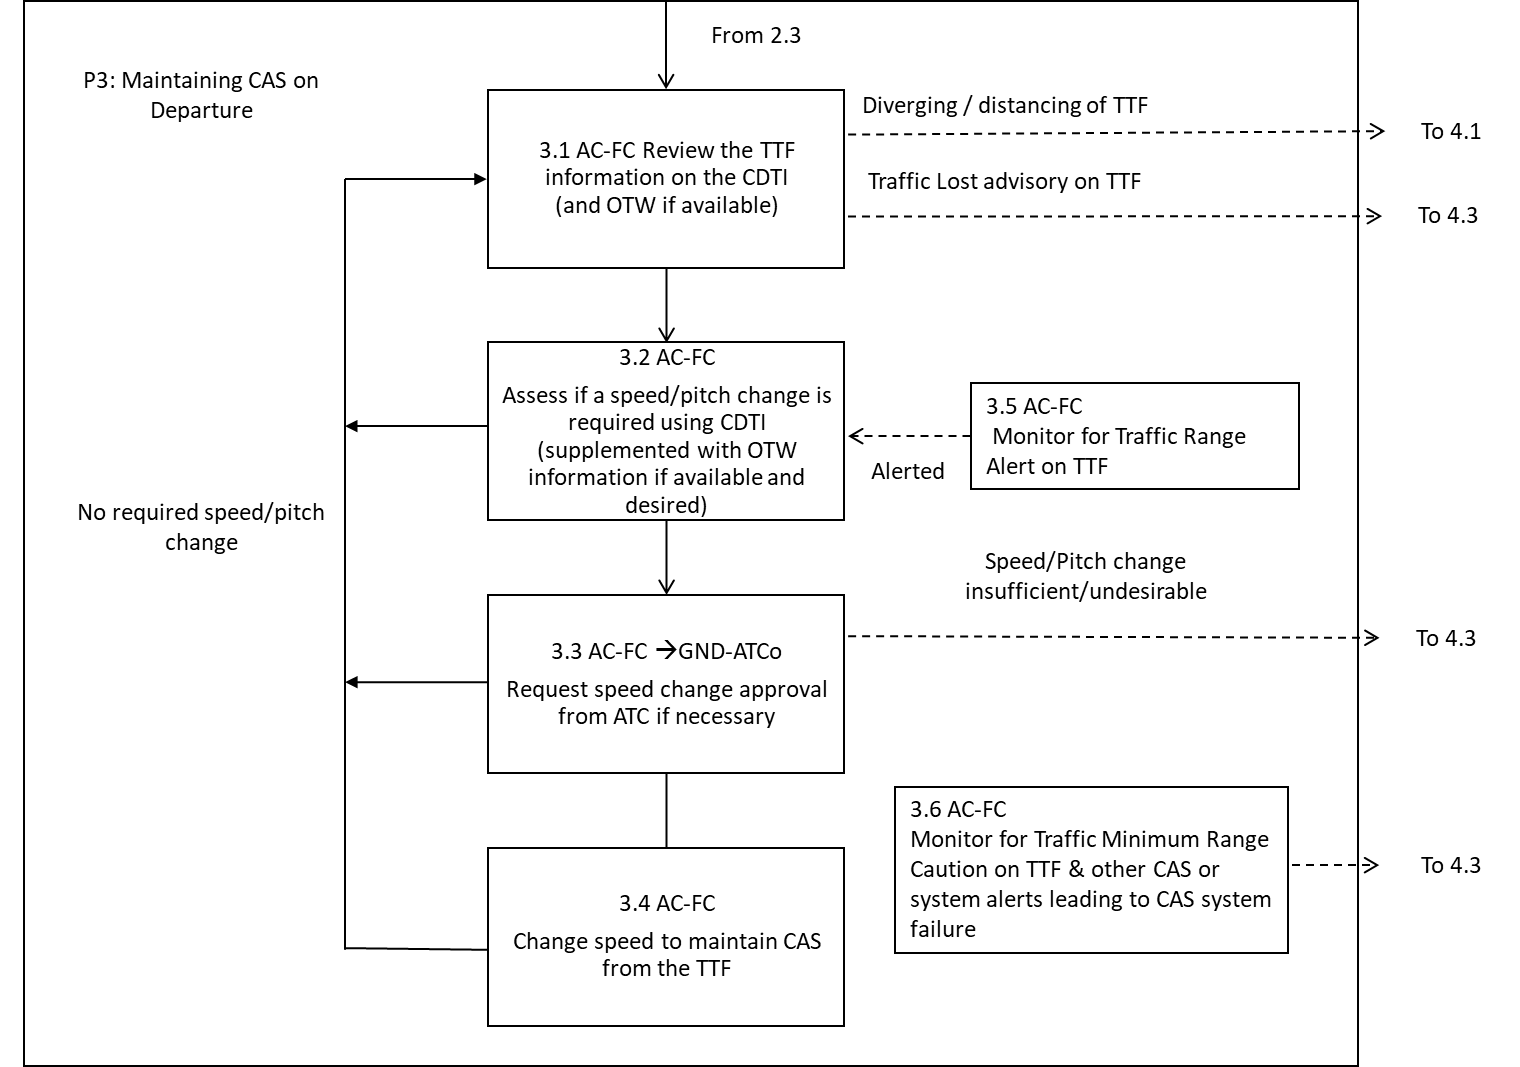 From 2.3
P3: Maintaining CAS on
Departure
Diverging / distancing of TTF
To 4.1
3.1 AC-FC Review the TTF
information on the CDTI
(and OTW if available)
Traffic Lost advisory on TTF
To 4.3
3.2 AC-FC
Assess if a speed/pitch change is
required using CDTI
(supplemented with OTW
information if available and
desired)
3.5 AC-FC
Monitor for Traffic Range
Alert on TTF
Alerted
No required speed/pitch
change
Speed/Pitch change
insufficient/undesirable
To 4.3
3.3 AC-FC →GND-ATCo
Request speed change approval
from ATC if necessary
3.6 AC-FC
Monitor for Traffic Minimum Range
Caution on TTF & other CAS or
system alerts leading to CAS system
failure
To 4.3
3.4 AC-FC
Change speed to maintain CAS
from the TTF